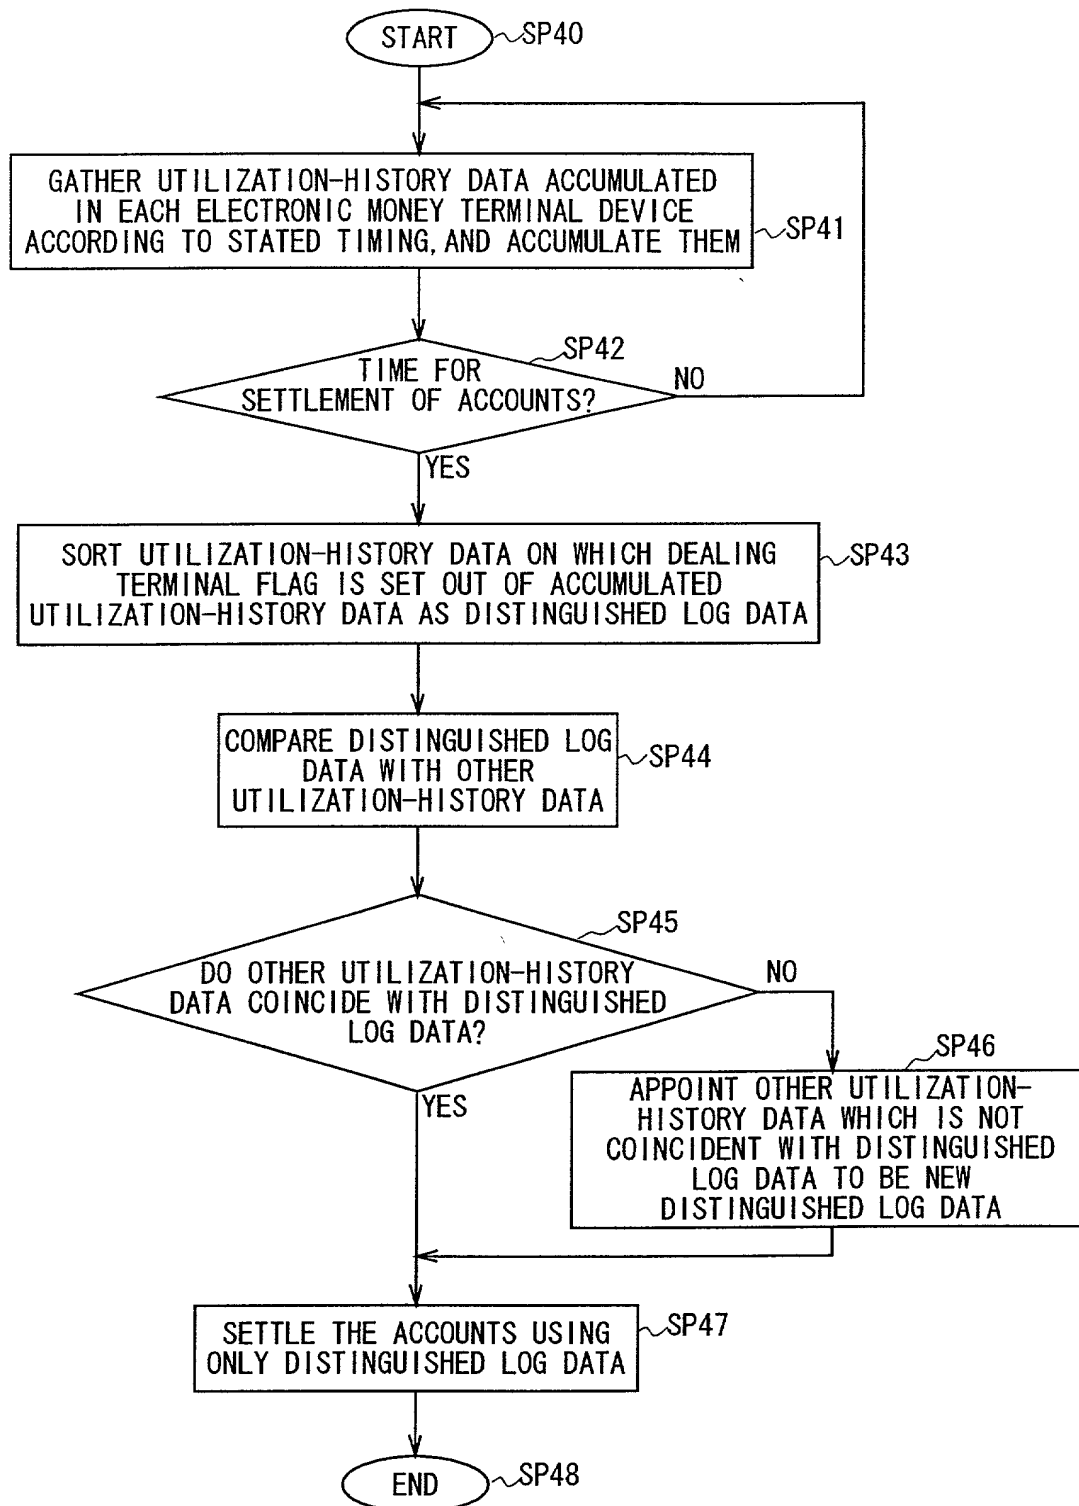 START
SP40
GATHER UTILIZATION-HISTORY DATA ACCUMULATED
IN EACH ELECTRONIC MONEY TERMINAL DEVICE
ACCORDING TO STATED TIMING, AND ACCUMULATE THEM
SP41
SP42
TIME FOR
SETTLEMENT OF ACCOUNTS?
NO
YES
SORT UTILIZATION-HISTORY DATA ON WHICH DEALING
TERMINAL FLAG IS SET OUT OF ACCUMULATED
UTILIZATION-HISTORY DATA AS DISTINGUISHED LOG DATA
SP43
COMPARE DISTINGUISHED LOG
DATA WITH OTHER
UTILIZATION-HISTORY DATA
SP44
SP45
DO OTHER UTILIZATION-HISTORY
DATA COINCIDE WITH DISTINGUISHED
LOG DATA?
NO
YES
SP46
APPOINT OTHER UTILIZATION-
HISTORY DATA WHICH IS NOT
COINCIDENT WITH DISTINGUISHED
LOG DATA TO BE NEW
DISTINGUISHED LOG DATA
SETTLE THE ACCOUNTS USING
ONLY DISTINGUISHED LOG DATA
SP47
END
SP48